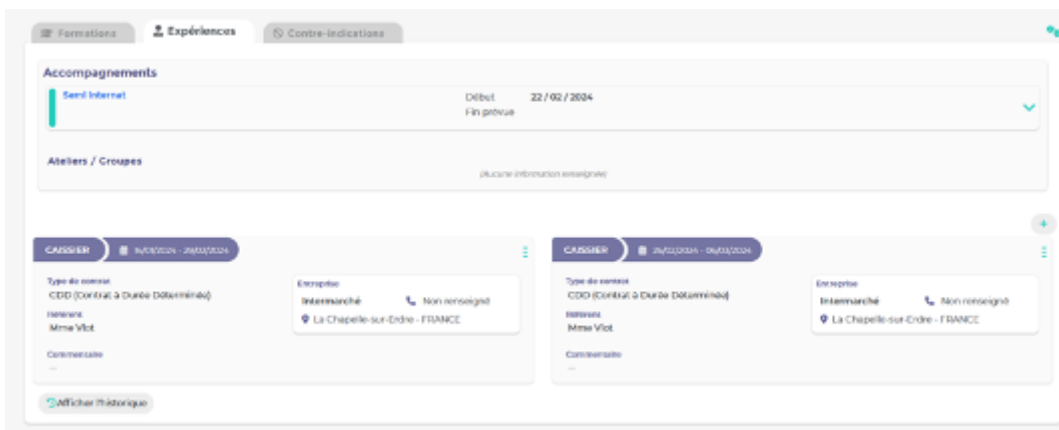 Formations
Expériences
Contre-indications
Accompagnements
Semi Internat
Début 22 / 02 / 2024
Fin prévue
Ateliers / Groupes
(Aucune information renseignée)
CAISSIER
CAISSIER
Type de contrat
CDD (Contrat à Durée Déterminée)
Référent
Mme Viot
Commentaire
...
Entreprise
Intermarché Non renseigné
La Chapelle-sur-Erdre - FRANCE
Type de contrat
CDD (Contrat à Durée Déterminée)
Référent
Mme Viot
Commentaire
...
Entreprise
Intermarché Non renseigné
La Chapelle-sur-Erdre - FRANCE
Afficher l'historique